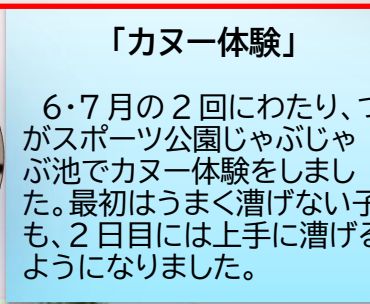 「カヌー体験」
6・7月の2回にわたり、つ
がスポーツ公園じゃぶじゃ
ぶ池でカヌー体験をしまし
た。最初はうまく漕げない子
も、2日目には上手に漕げる
ようになりました。